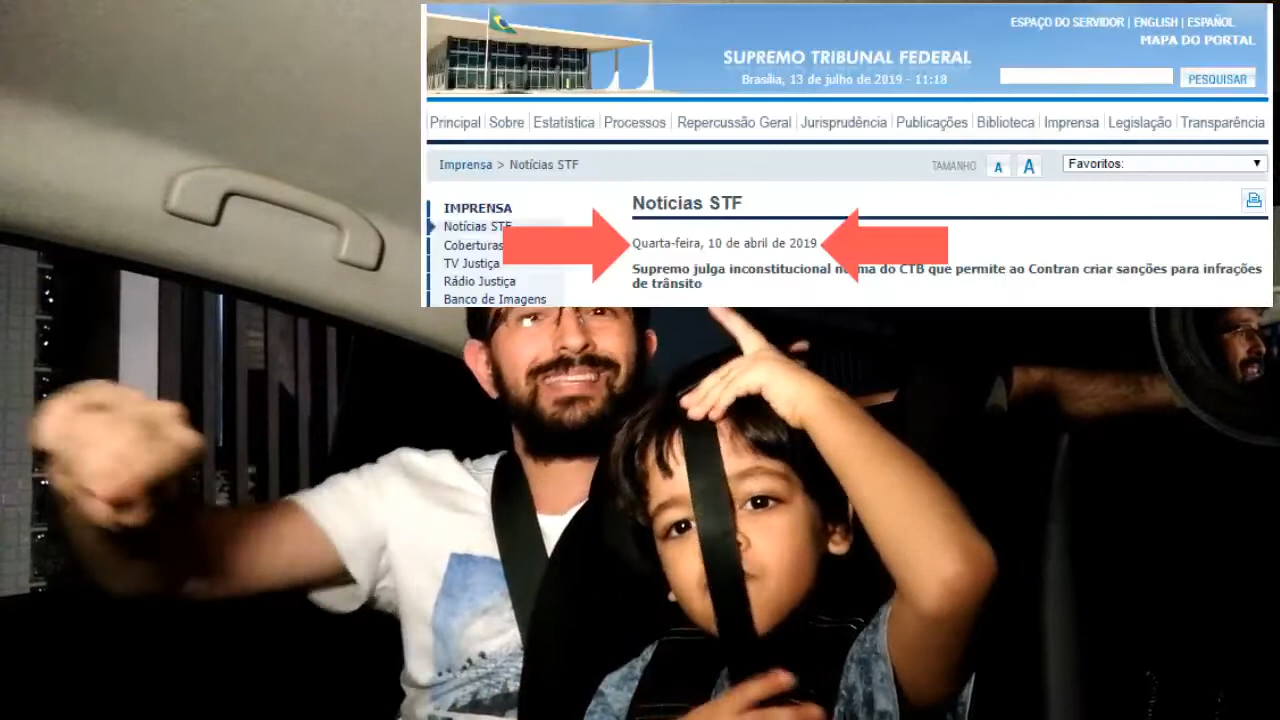 ESPAÇO DO SERVIDOR | ENGLISH | ESPAÑOL
MAPA DO PORTAL
SUPREMO TRIBUNAL FEDERAL
Brasília, 13 de julho de 2019 - 11:18
PESQUISAR
Principal | Sobre | Estatística | Processos | Repercussão Geral | Jurisprudência | Publicações | Biblioteca | Imprensa | Legislação | Transparência
Imprensa > Notícias STF
TAMANHO A A
Favoritos:
IMPRENSA
Notícias STF
Coberturas
TV Justiça
Rádio Justiça
Banco de Imagens
Notícias STF
Quarta-feira, 10 de abril de 2019
Supremo julga inconstitucional do CTB que permite ao Contran criar sanções para infrações
de trânsito